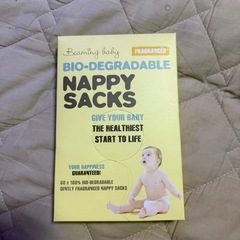 Beaming baby
FRAGRANCED
BIO-DEGRADABLE
NAPPY
SACKS
GIVE YOUR BABY
THE HEALTHIEST
START TO LIFE
YOUR HAPPINESS
GUARANTEED!
60 x 100% BIO-DEGRADABLE
GENTLY FRAGRANCED NAPPY SACKS